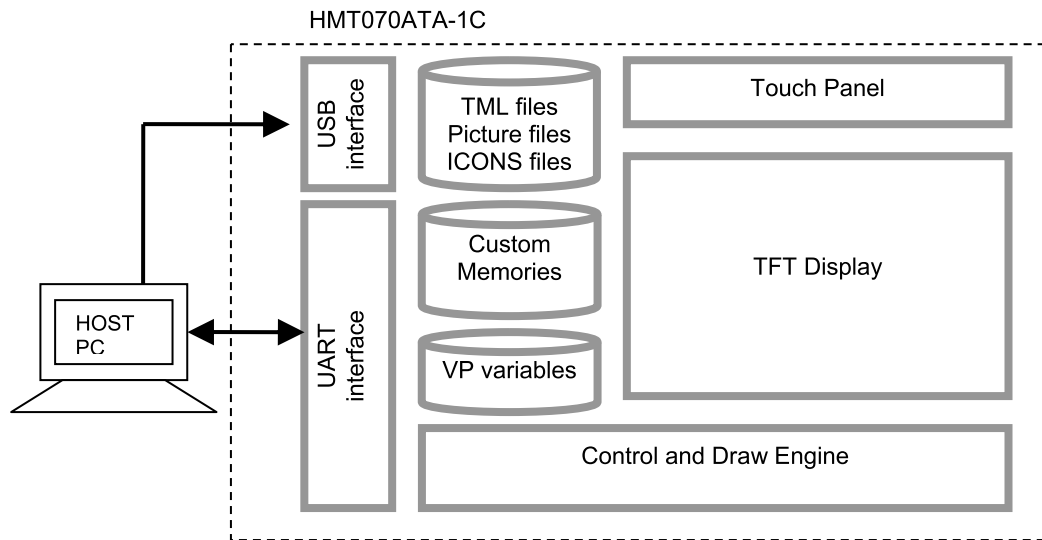 HMT070ATA-1C
USB
interface
TML files
Picture files
ICONS files
Touch Panel
Custom
Memories
TFT Display
HOST
PC
UART
interface
VP variables
Control and Draw Engine